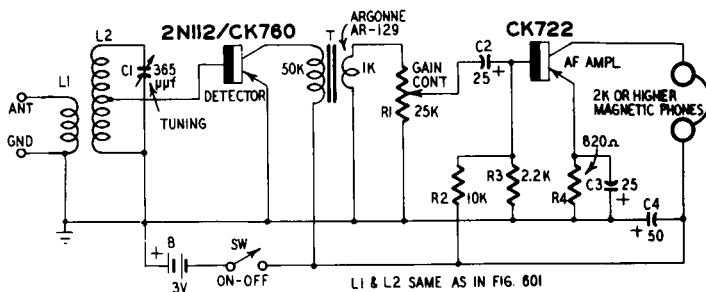 2N112/CK760
ARGONNE
AR-129
CK722
L2
T
C1
365
µµf
L1
50K
1K
GAIN
CONT
C2
25
+
AF AMPL
ANT
DETECTOR
TUNING
R1
25K
2K OR HIGHER
MAGNETIC PHONES
GND
820Ω
R3
2.2K
R2
10K
R4
C3
25
+
C4
+
50
+
B
3V
SW
ON-OFF
L1 & L2 SAME AS IN FIG. 601